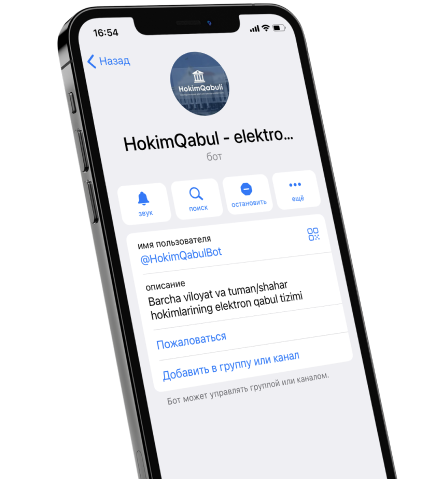 16:54
Назад
HokimQabuli
HokimQabul - elektro...
бот
звук
поиск
остановить
ещё
имя пользователя
@HokimQabulBot
описание
Barcha viloyat va tuman/shahar
hokimlarining elektron qabul tizimi
Пожаловаться
Добавить в группу или канал
Бот может управлять группой или каналом.